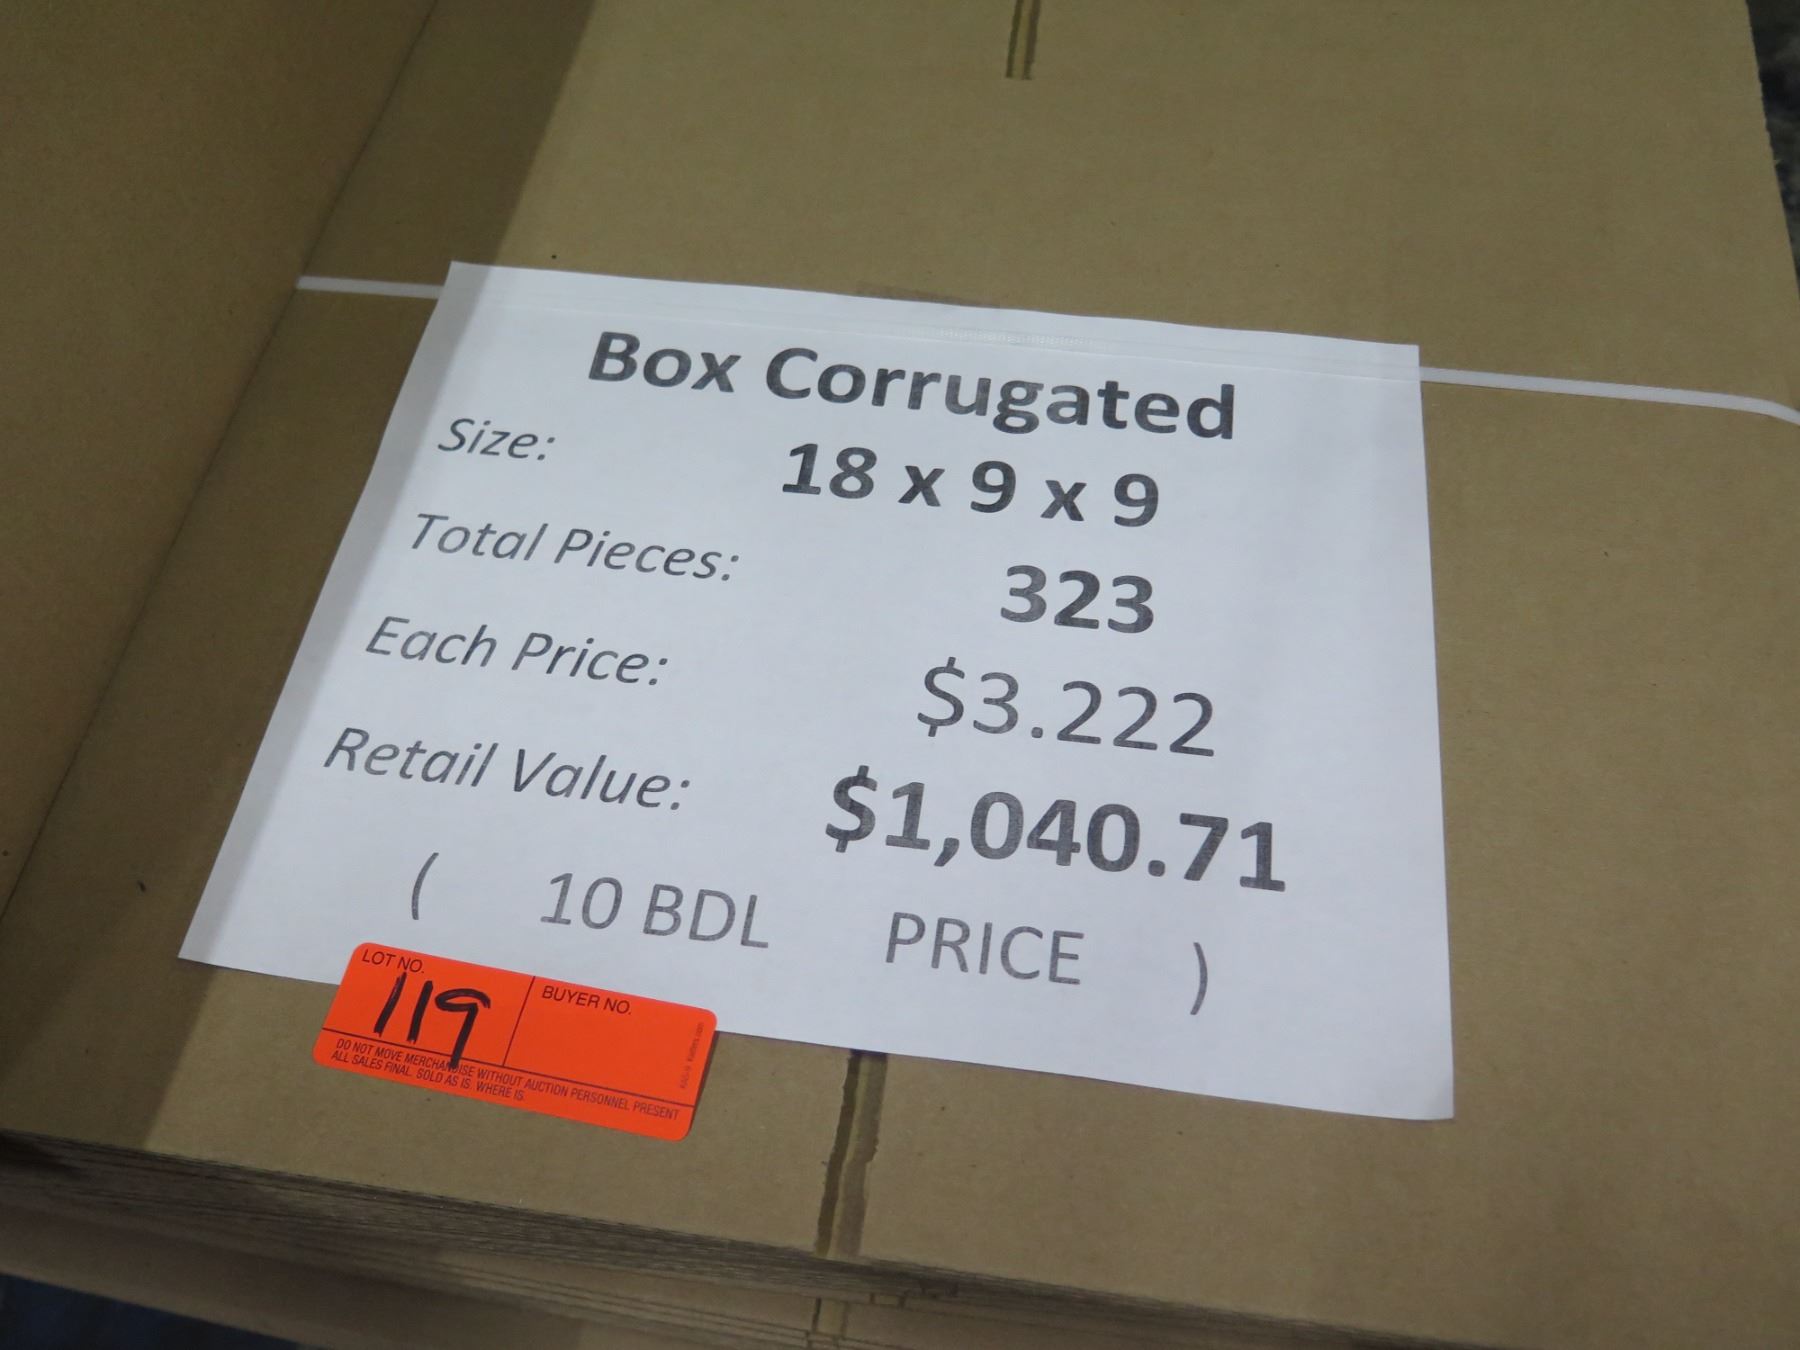 Box Corrugated
Size: 18 x 9 x 9
Total Pieces: 323
Each Price: $3.222
Retail Value: $1,040.71
( 10 BDL PRICE )
LOT NO. BUYER NO.
119
DO NOT MOVE MERCHANDISE WITHOUT AUCTION PERSONNEL PRESENT
ALL SALES FINAL. SOLD AS IS. WHERE IS.